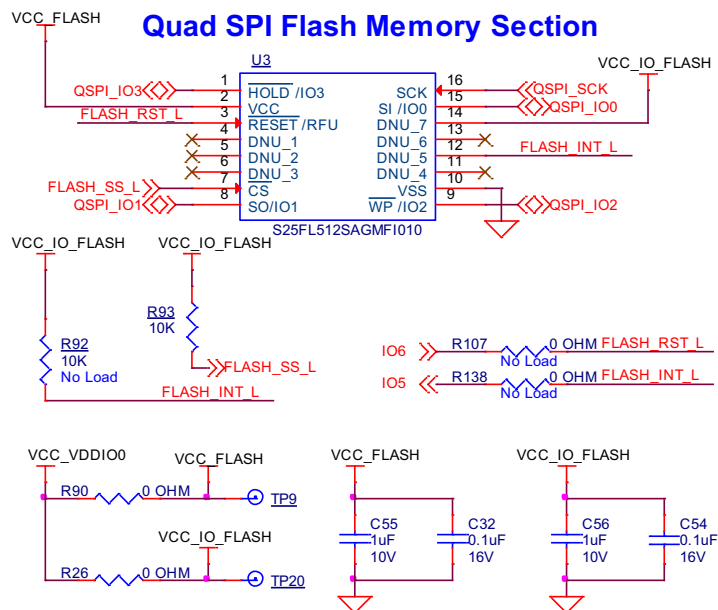 Quad SPI Flash Memory Section
VCC_FLASH
U3
VCC_IO_FLASH
QSPI_IO3
1
HOLD /IO3
SCK
16
QSPI_SCK
2
VCC
SI /IO0
15
QSPI_IO0
FLASH_RST_L
3
RESET /RFU
DNU_7
14
4
DNU_1
DNU_6
13
5
DNU_2
DNU_5
12
FLASH_INT_L
6
DNU_3
DNU_4
11
FLASH_SS_L
7
CS
VSS
10
QSPI_IO1
8
SO/IO1
WP /IO2
9
QSPI_IO2
S25FL512SAGMFI010
VCC_IO_FLASH
VCC_IO_FLASH
R93
10K
R92
10K
No Load
FLASH_SS_L
FLASH_INT_L
IO6
R107
0 OHM
FLASH_RST_L
No Load
IO5
R138
0 OHM
FLASH_INT_L
No Load
VCC_VDDIO0
VCC_FLASH
R90
0 OHM
TP9
VCC_IO_FLASH
R26
0 OHM
TP20
VCC_FLASH
C55
1uF
10V
C32
0.1uF
16V
VCC_IO_FLASH
C56
1uF
10V
C54
0.1uF
16V